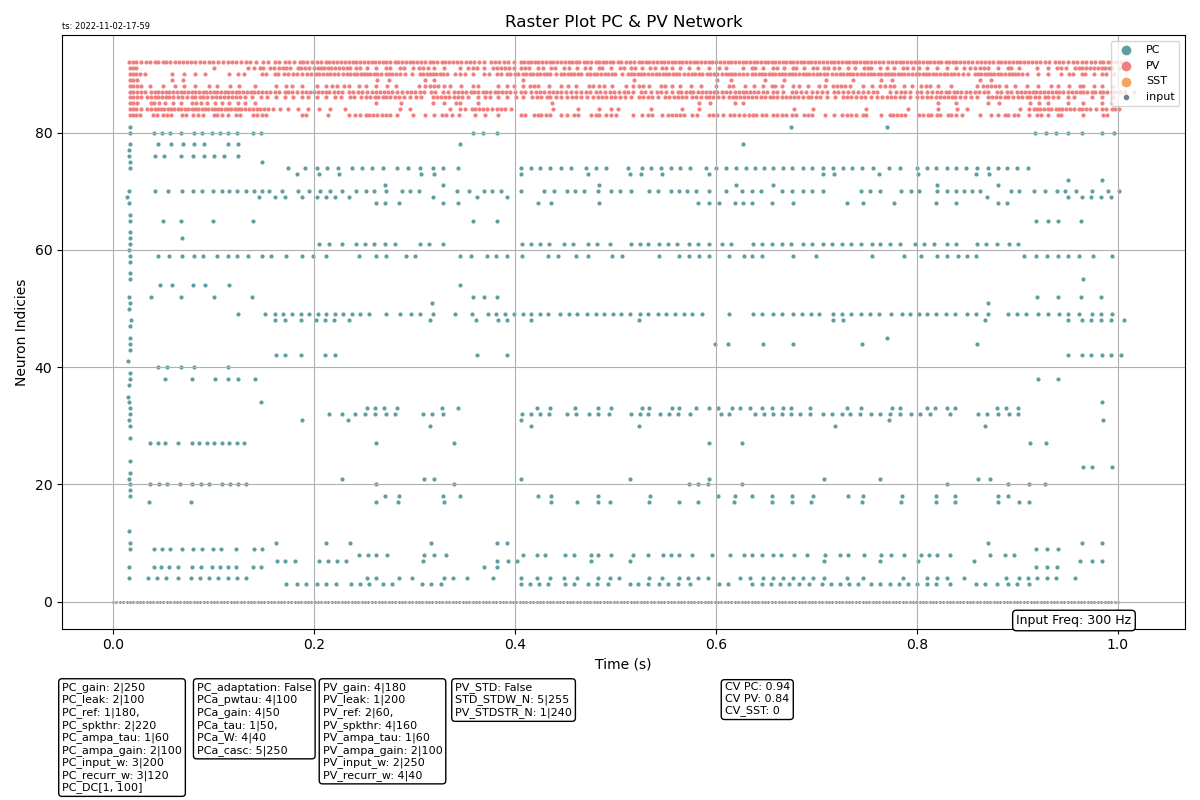 ts: 2022-11-02-17-59
Raster Plot PC & PV Network
PC
PV
SST
input
Neuron Indicies
80
60
40
20
0
Input Freq: 300 Hz
0.0
0.2
0.4
0.6
0.8
1.0
Time (s)
PC_gain: 2|250
PC_leak: 2|100
PC_ref: 1|180,
PC_spkthr: 2|220
PC_ampa_tau: 1|60
PC_ampa_gain: 2|100
PC_input_w: 3|200
PC_recurr_w: 3|120
PC_DC[1, 100]
PC_adaptation: False
PCa_pwtau: 4|100
PCa_gain: 4|50
PCa_tau: 1|50,
PCa_W: 4|40
PCa_casc: 5|250
PV_gain: 4|180
PV_leak: 1|200
PV_ref: 2|60,
PV_spkthr: 4|160
PV_ampa_tau: 1|60
PV_ampa_gain: 2|100
PV_input_w: 2|250
PV_recurr_w: 4|40
PV_STD: False
STD_STDW_N: 5|255
PV_STDSTR_N: 1|240
CV PC: 0.94
CV PV: 0.84
CV_SST: 0